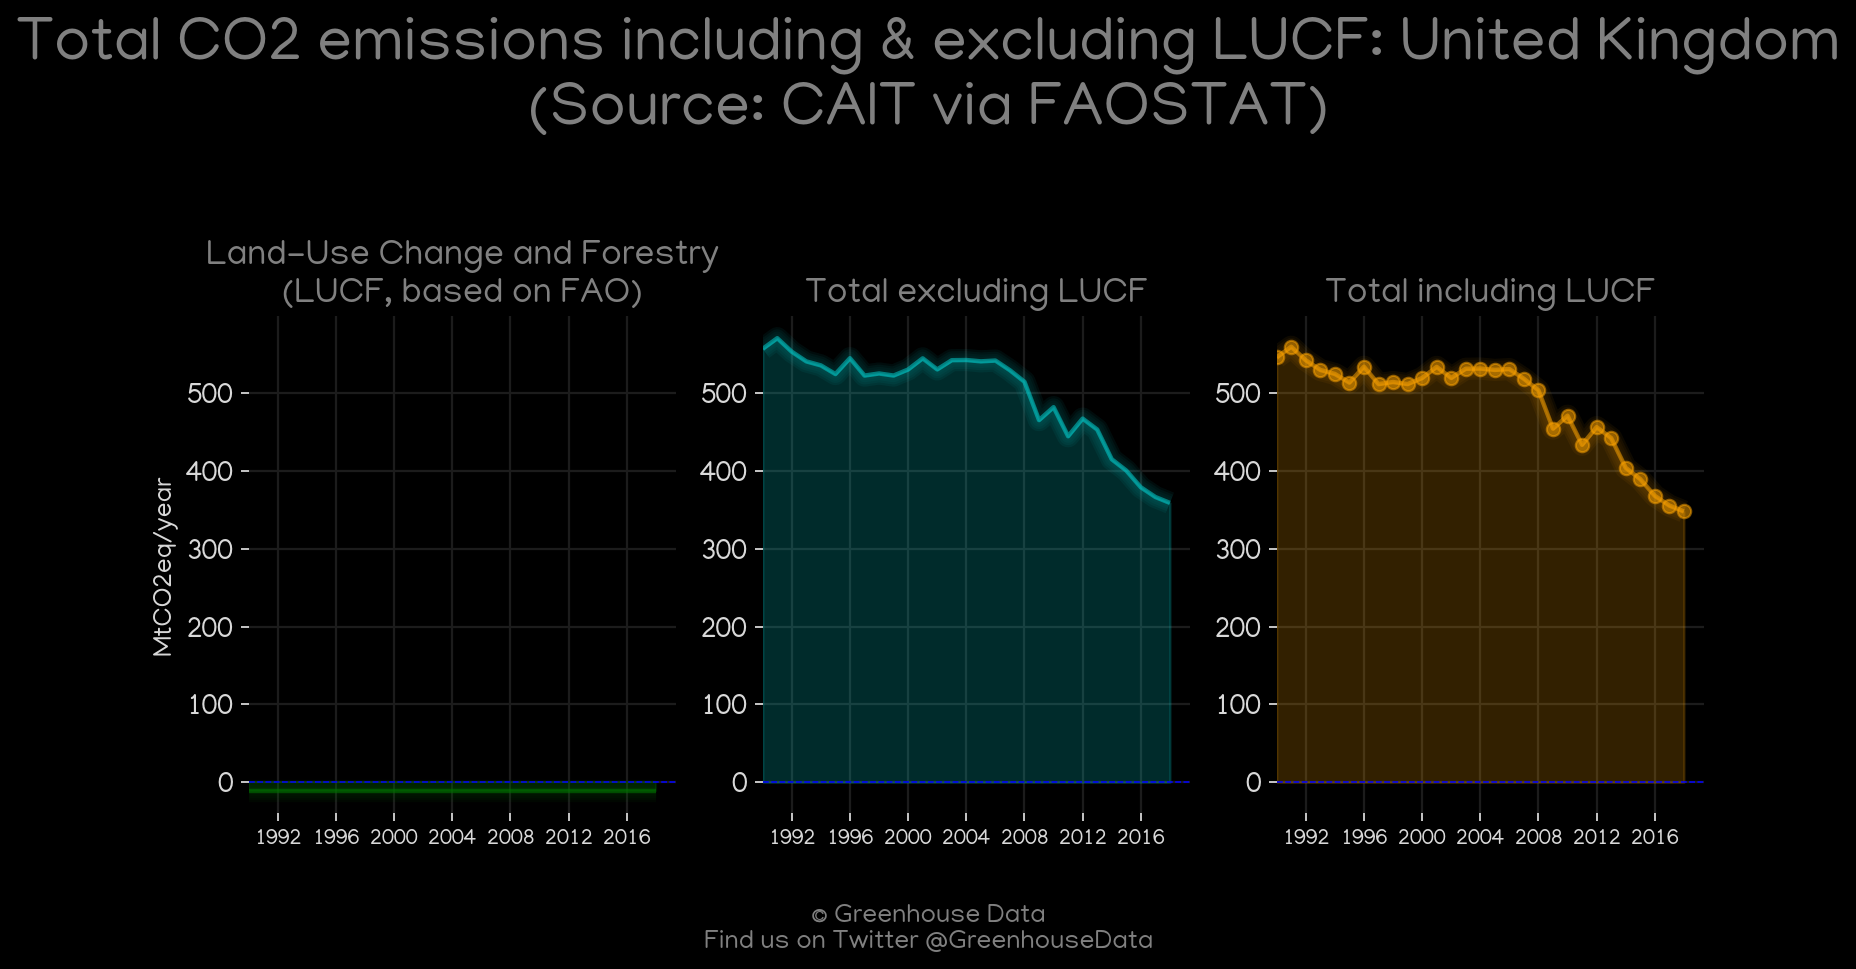 Total CO2 emissions including & excluding LUCF: United Kingdom
(Source: CAIT via FAOSTAT)
Land-Use Change and Forestry
(LUCF, based on FAO)
MtCO2eq/year
500
400
300
200
100
0
1992 1996 2000 2004 2008 2012 2016
Total excluding LUCF
500
400
300
200
100
0
1992 1996 2000 2004 2008 2012 2016
Total including LUCF
500
400
300
200
100
0
1992 1996 2000 2004 2008 2012 2016
© Greenhouse Data
Find us on Twitter @GreenhouseData